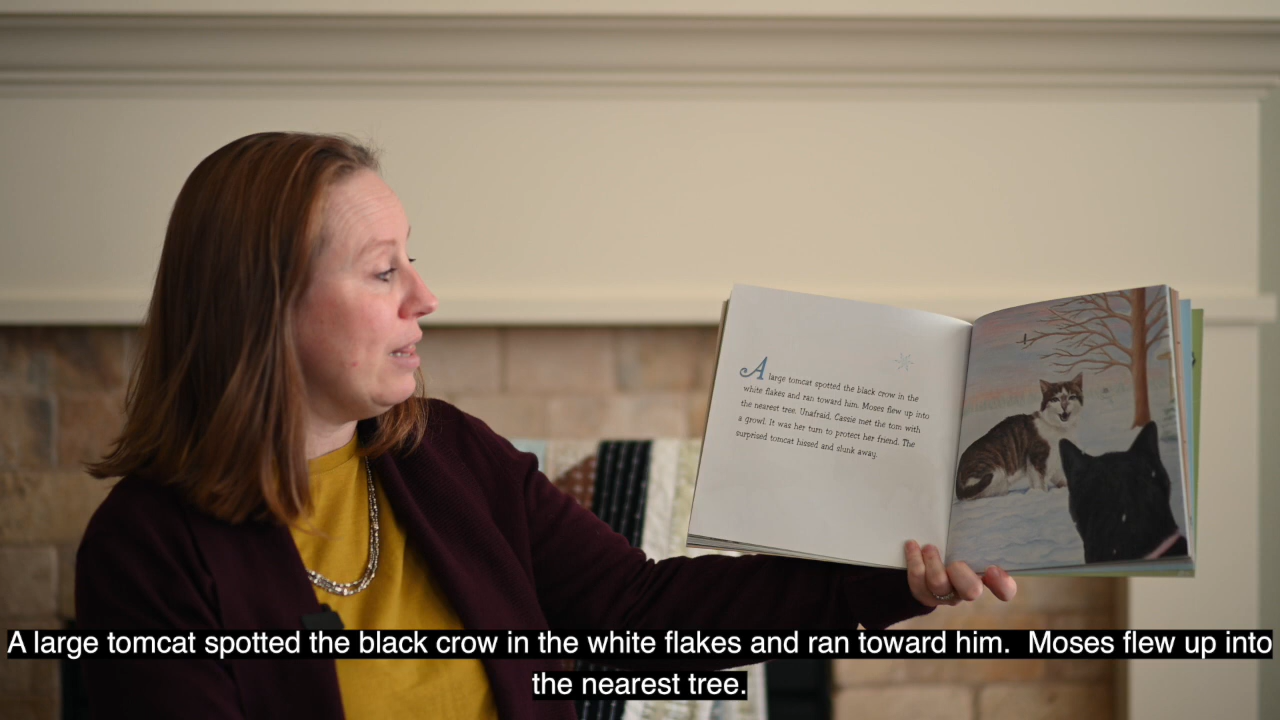 A large tomcat spotted the black crow in the
white flakes and ran toward him. Moses flew up into
the nearest tree. Unafraid, Cassie met the tom with
a growl. It was her turn to protect her friend. The
surprised tomcat hissed and slunk away.
A large tomcat spotted the black crow in the white flakes and ran toward him.  Moses flew up into
the nearest tree.